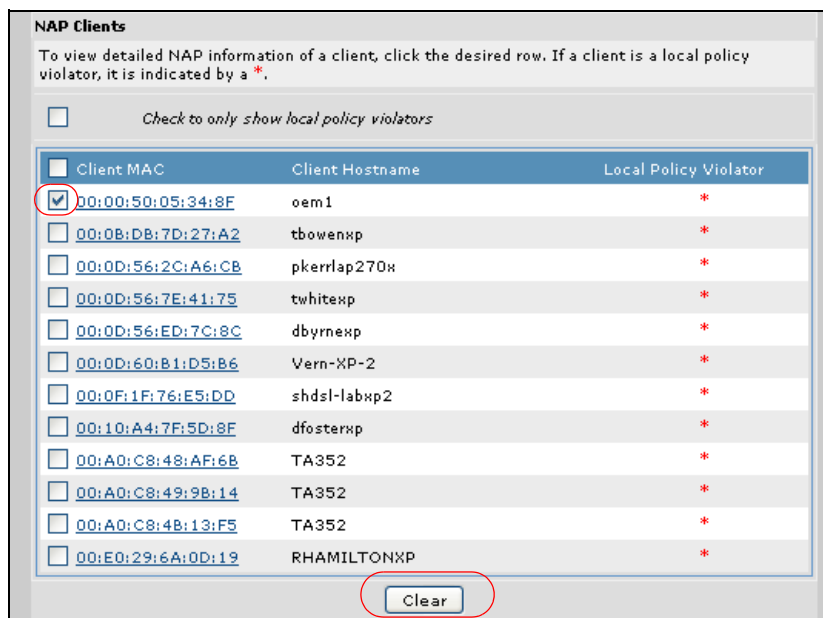 NAP Clients
To view detailed NAP information of a client, click the desired row. If a client is a local policy
violator, it is indicated by a *.
Check to only show local policy violators
Client MAC Client Hostname Local Policy Violator
00:00:50:05:34:8F oem1 *
00:0B:DB:7D:27:A2 tbowenxp *
00:0D:56:2C:A6:CB pkerrlap270x *
00:0D:56:7E:41:75 twhitexp *
00:0D:56:ED:7C:8C dbyrnexp *
00:0D:60:B1:D5:B6 Vern-XP-2 *
00:0F:1F:76:E5:DD shdsl-labxp2 *
00:10:A4:7F:5D:8F dfosterxp *
00:A0:C8:48:AF:6B TA352 *
00:A0:C8:49:9B:14 TA352 *
00:A0:C8:4B:13:F5 TA352 *
00:E0:29:6A:0D:19 RHAMILTONXP *
Clear